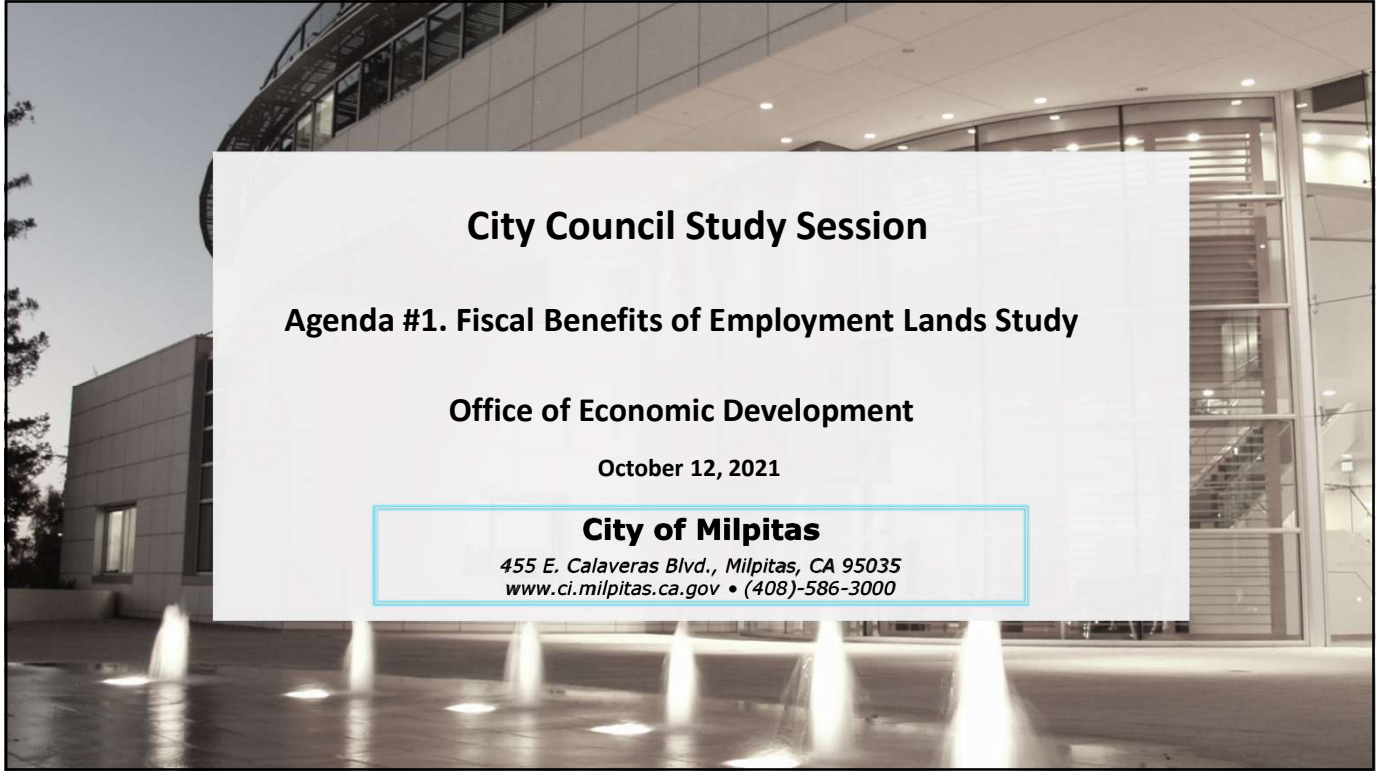 City Council Study Session
Agenda #1. Fiscal Benefits of Employment Lands Study
Office of Economic Development
October 12, 2021
City of Milpitas
455 E. Calaveras Blvd., Milpitas, CA 95035
www.ci.milpitas.ca.gov • (408)-586-3000